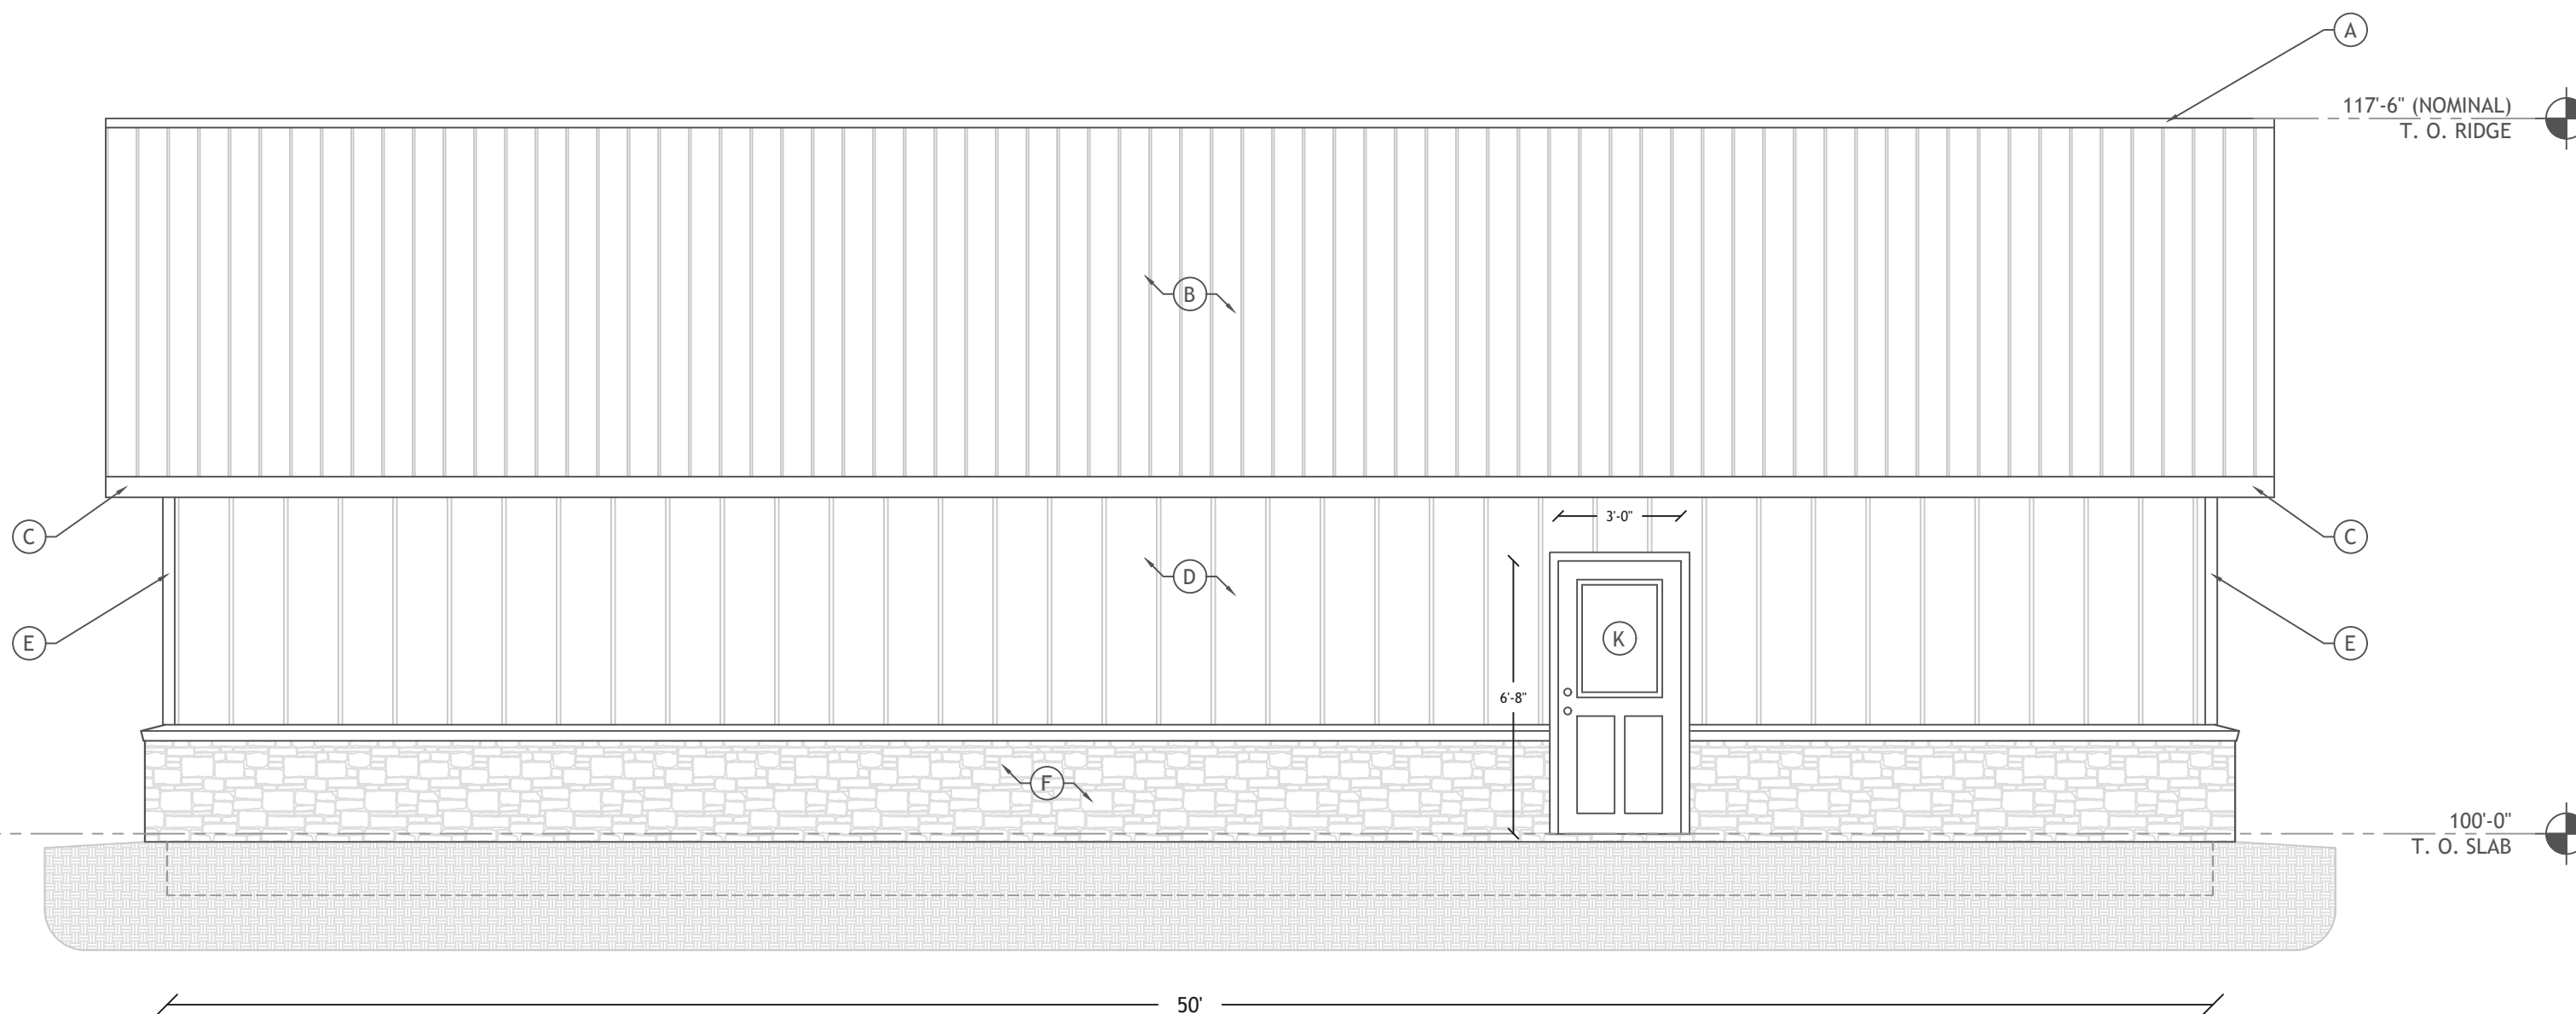 A
117'-6" (NOMINAL)
T. O. RIDGE
B
C
C
3'-0"
D
E
K
E
6'-8"
F
100'-0"
T. O. SLAB
50'